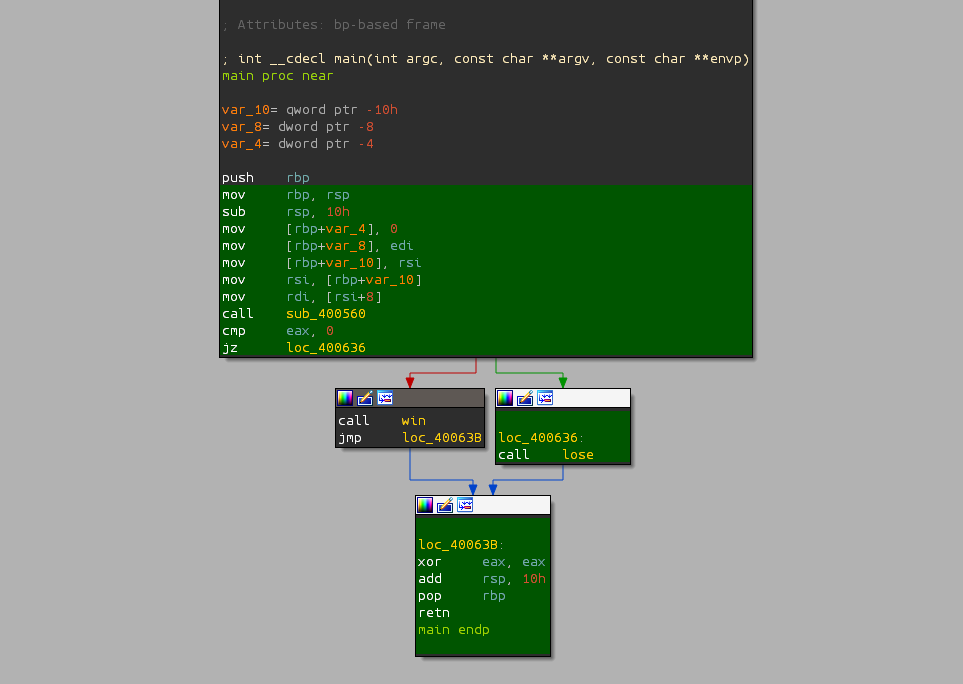 ; Attributes: bp-based frame
; int __cdecl main(int argc, const char **argv, const char **envp)
main proc near
var_10= qword ptr -10h
var_8= dword ptr -8
var_4= dword ptr -4
push rbp
mov rbp, rsp
sub rsp, 10h
mov [rbp+var_4], 0
mov [rbp+var_8], edi
mov [rbp+var_10], rsi
mov rsi, [rbp+var_10]
mov rdi, [rsi+8]
call sub_400560
cmp eax, 0
jz loc_400636
call win
jmp loc_40063B
loc_400636:
call lose
loc_40063B:
xor eax, eax
add rsp, 10h
pop rbp
retn
main endp